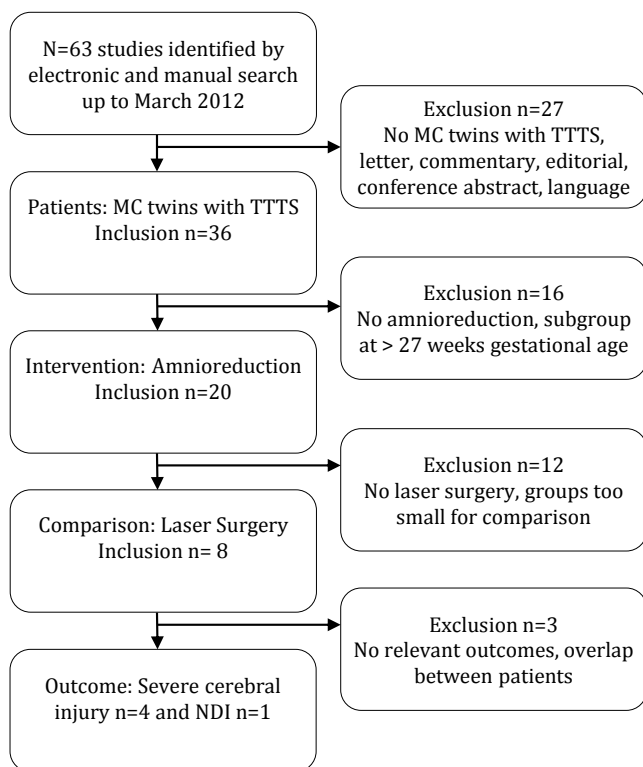 N=63 studies identified by
electronic and manual search
up to March 2012
Exclusion n=27
No MC twins with TTTS,
letter, commentary, editorial,
conference abstract, language
Patients: MC twins with TTTS
Inclusion n=36
Exclusion n=16
No amnioreduction, subgroup
at > 27 weeks gestational age
Intervention: Amnioreduction
Inclusion n=20
Exclusion n=12
No laser surgery, groups too
small for comparison
Comparison: Laser Surgery
Inclusion n= 8
Exclusion n=3
No relevant outcomes, overlap
between patients
Outcome: Severe cerebral
injury n=4 and NDI n=1